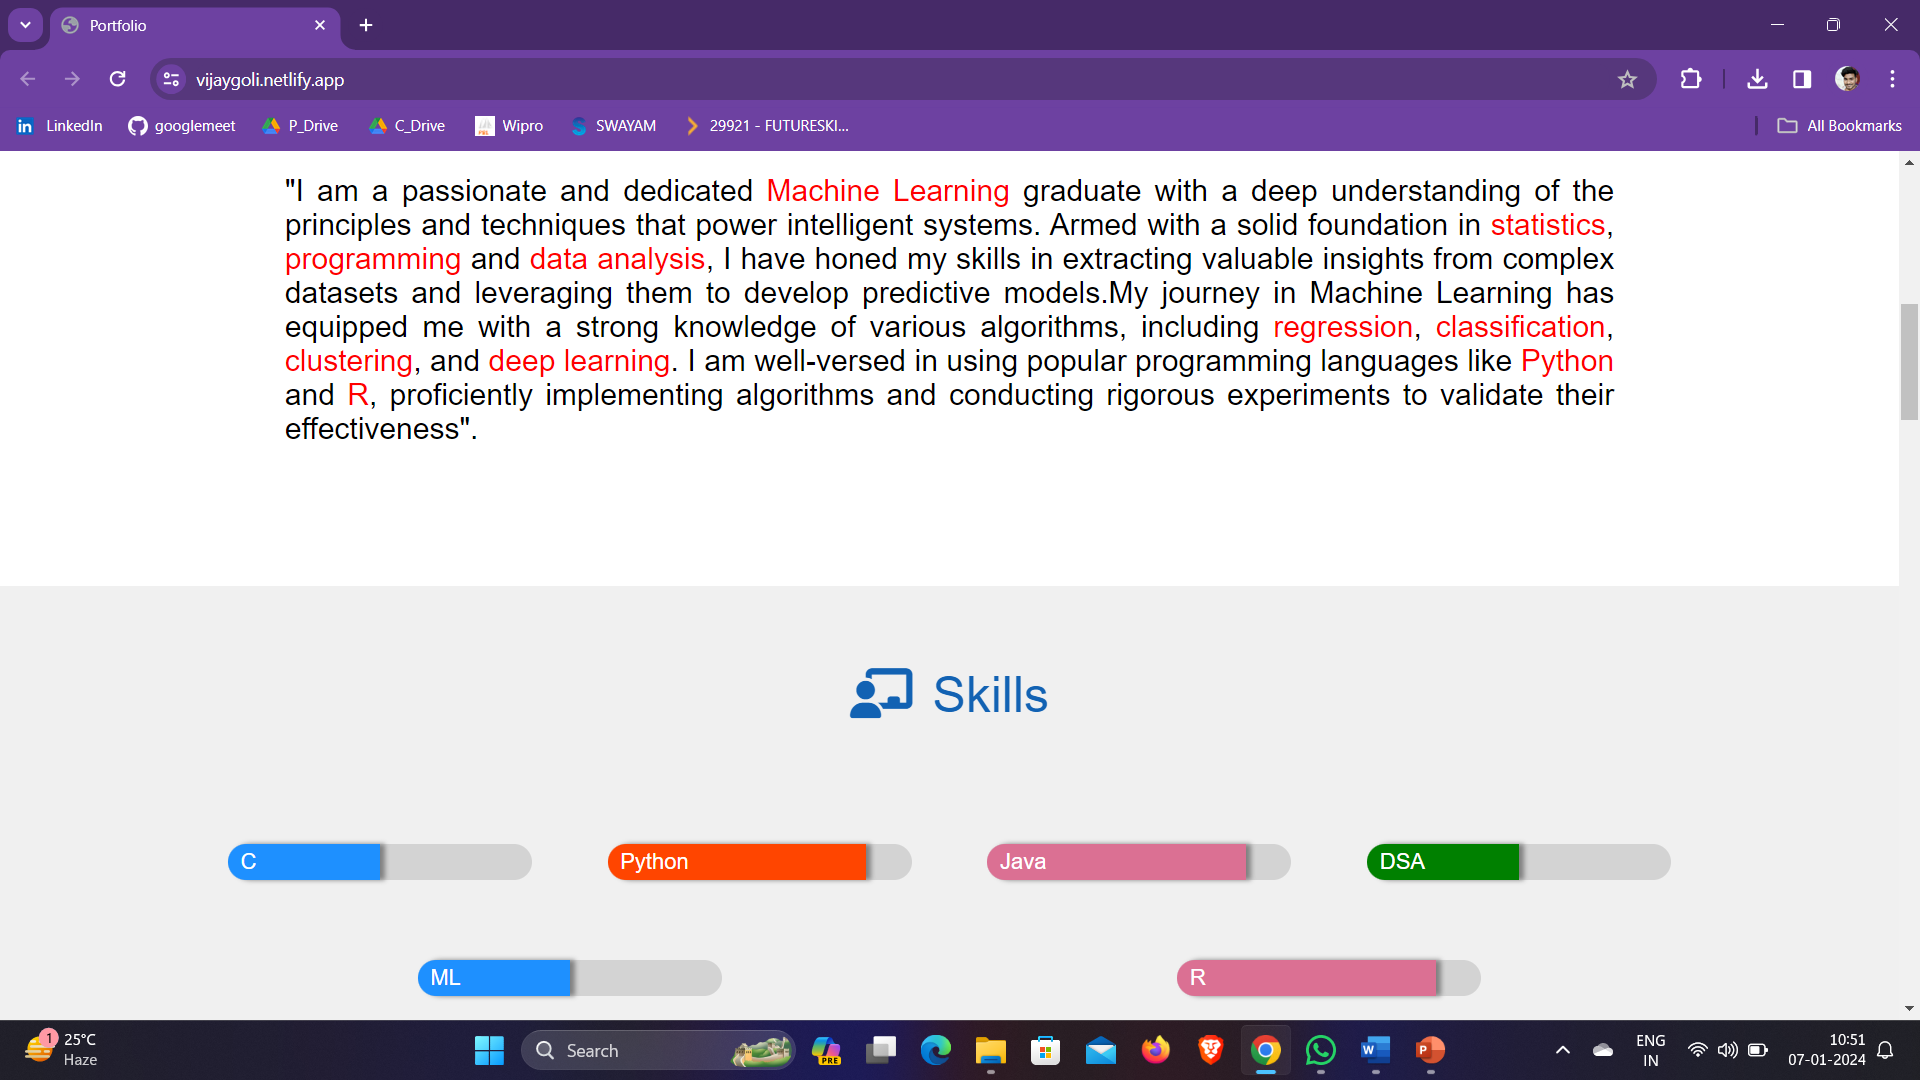 Portfolio
vijaygoli.netlify.app
LinkedIn googlemeet P_Drive C_Drive Wipro SWAYAM 29921 - FUTURESKI... All Bookmarks
"I am a passionate and dedicated Machine Learning graduate with a deep understanding of the
principles and techniques that power intelligent systems. Armed with a solid foundation in statistics,
programming and data analysis, I have honed my skills in extracting valuable insights from complex
datasets and leveraging them to develop predictive models.My journey in Machine Learning has
equipped me with a strong knowledge of various algorithms, including regression, classification,
clustering, and deep learning. I am well-versed in using popular programming languages like Python
and R, proficiently implementing algorithms and conducting rigorous experiments to validate their
effectiveness".
Skills
C Python Java DSA
ML R
1 25°C
Haze
Search
PRE
W
P
ENG
IN
10:51
07-01-2024